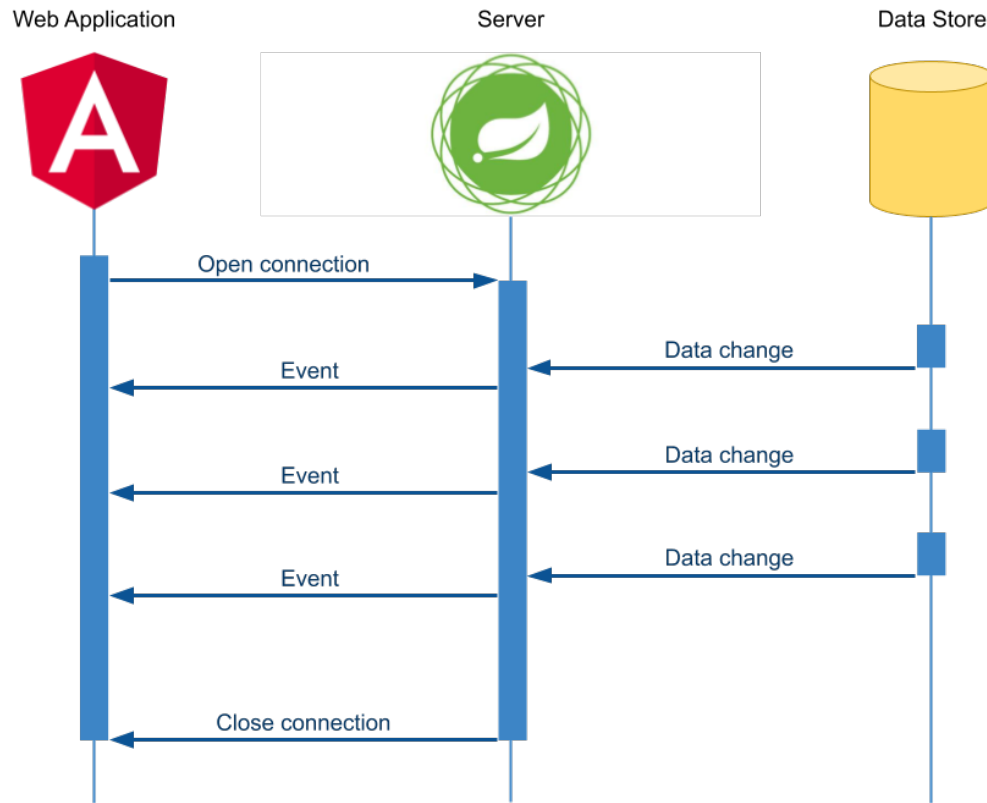 Web Application
Server
Data Store
Open connection
Data change
Event
Data change
Event
Data change
Event
Close connection